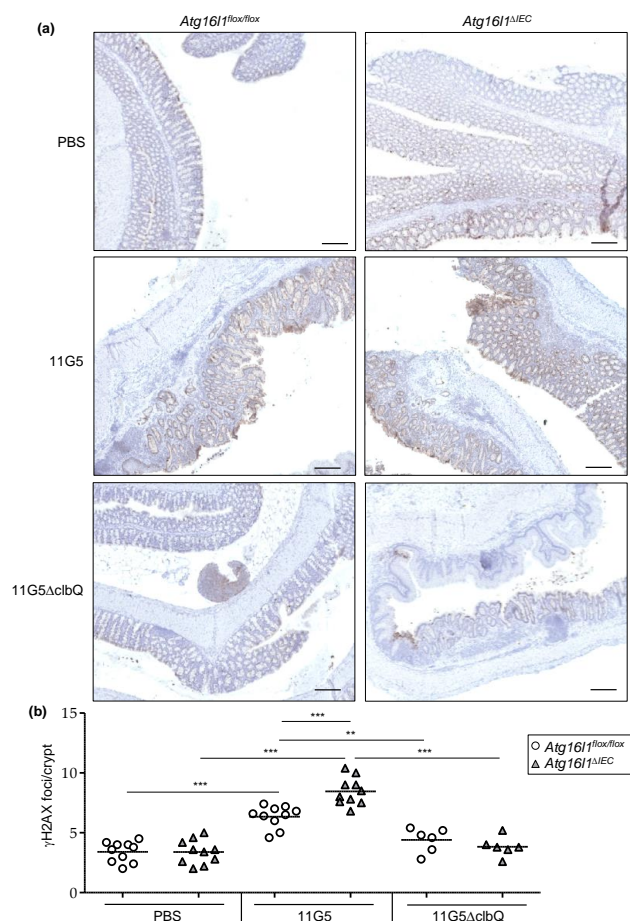 (a)
Atg16l1flox/flox
Atg16l1ΔIEC
PBS
11G5
11G5ΔclbQ
(b)
15
10
5
0
γH2AX foci/crypt
***
**
***
***
***
Atg16l1flox/flox
Atg16l1ΔIEC
PBS
11G5
11G5ΔclbQ